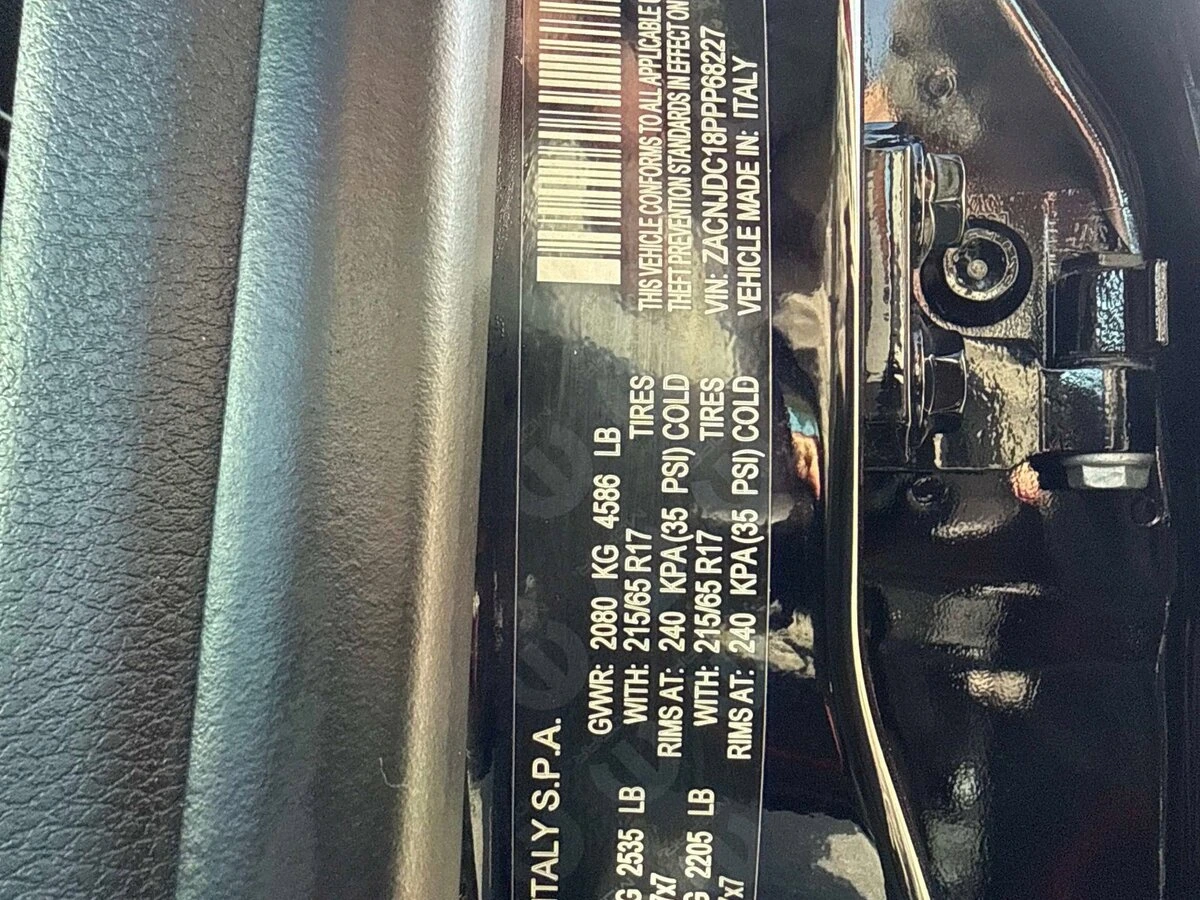 ITALY S.P.A.
GVWR: 2080 KG 4586 LB
G 2535 LB WITH: 215/65 R17 TIRES
7x7 RIMS AT: 240 KPA (35 PSI) COLD
G 2205 LB WITH: 215/65 R17 TIRES
7x7 RIMS AT: 240 KPA (35 PSI) COLD
THIS VEHICLE CONFORMS TO ALL APPLICABLE
THEFT PREVENTION STANDARDS IN EFFECT ON
VIN: ZACNJDC18PPP68227
VEHICLE MADE IN: ITALY